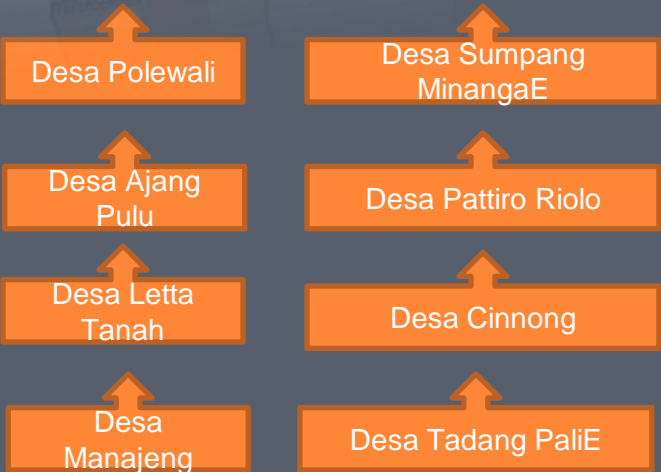 Desa Polewali
Desa Sumpang
MinangaE
Desa Ajang
Pulu
Desa Pattiro Riolo
Desa Letta
Tanah
Desa Cinnong
Desa
Manajeng
Desa Tadang PaliE